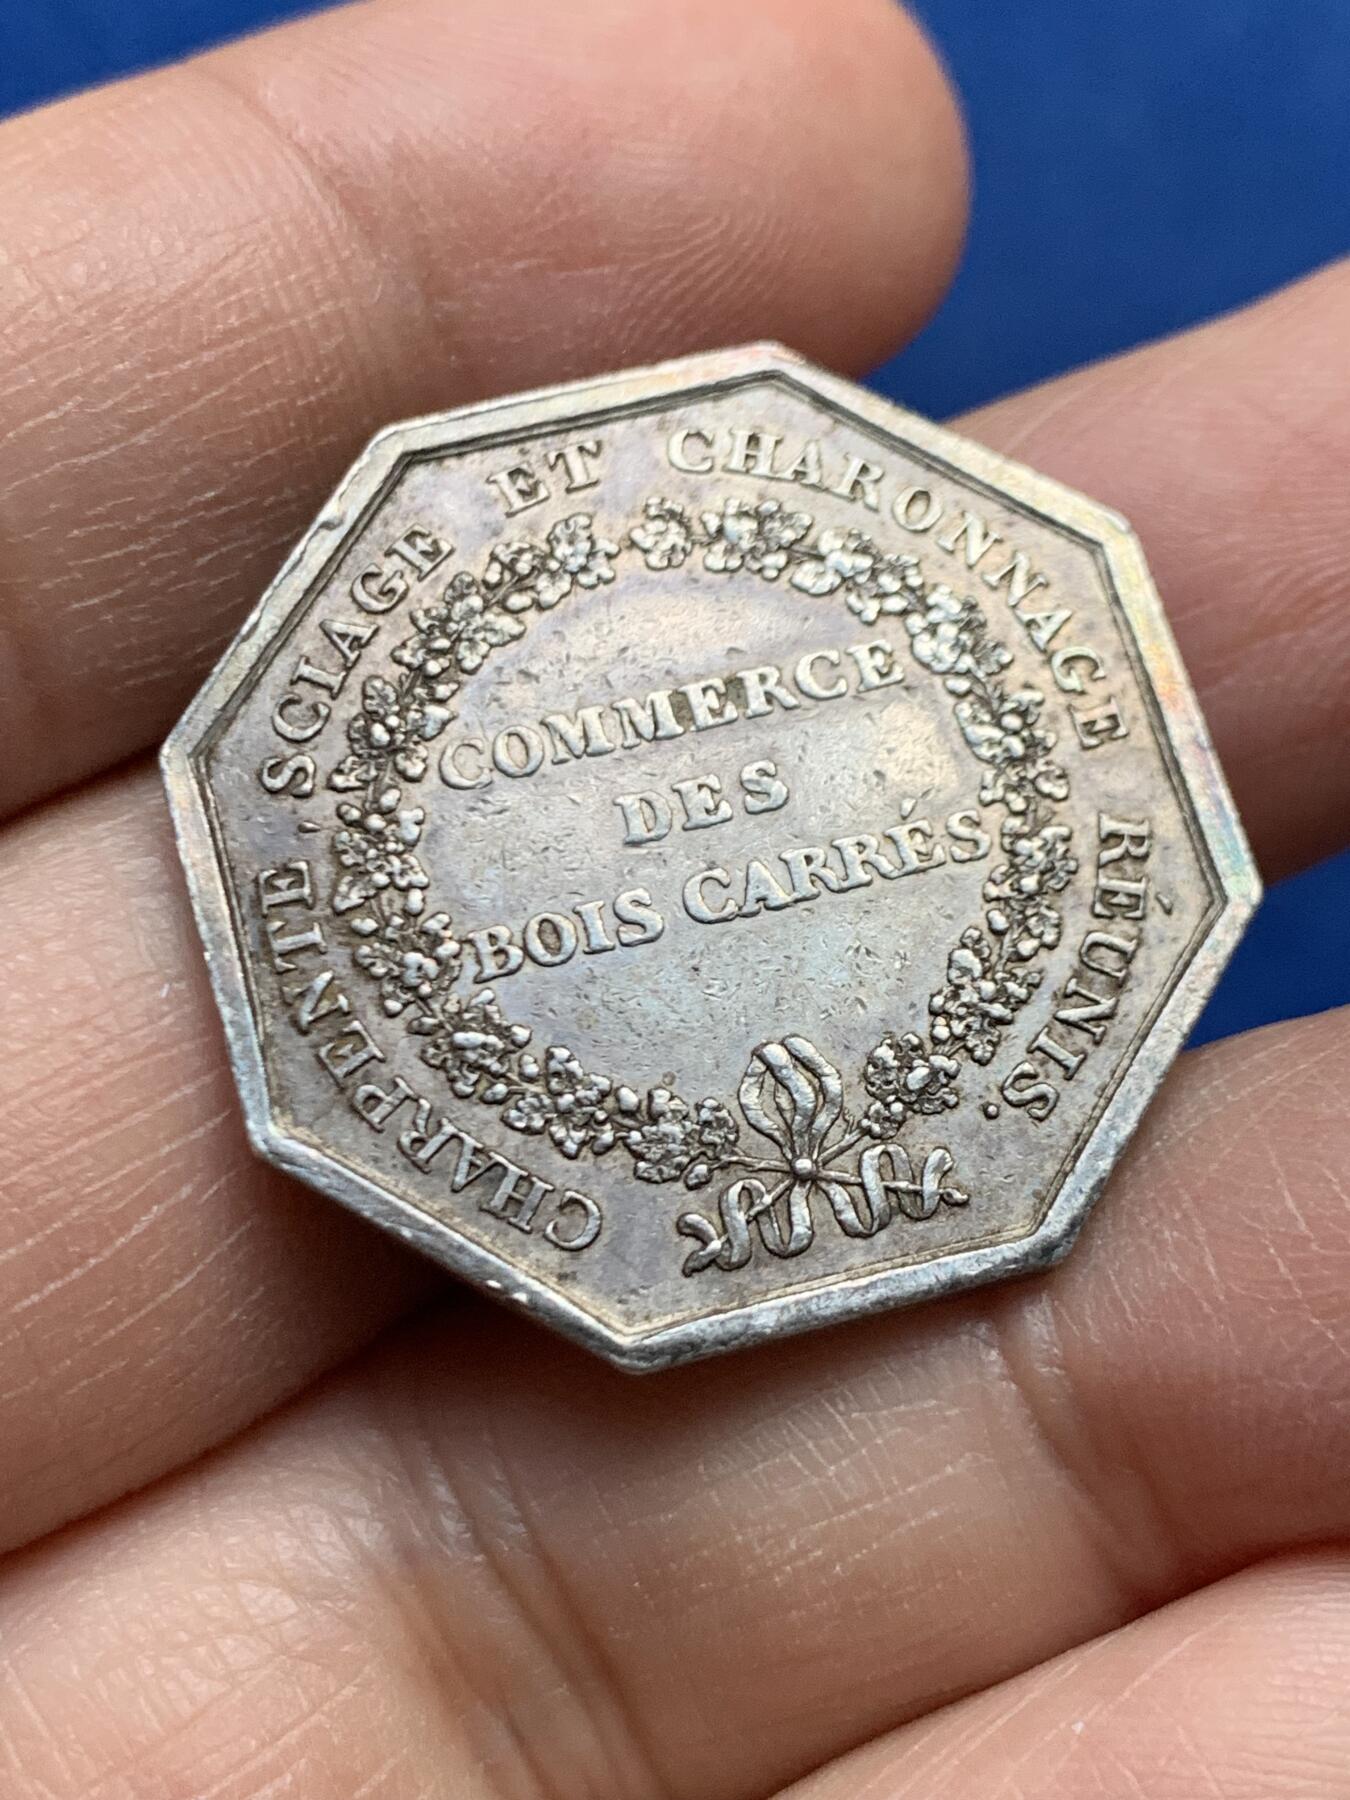 CHARPENTE, SCIAGE ET CHARONNAGE RÉUNIS.
COMMERCE
DES
BOIS CARRÉS